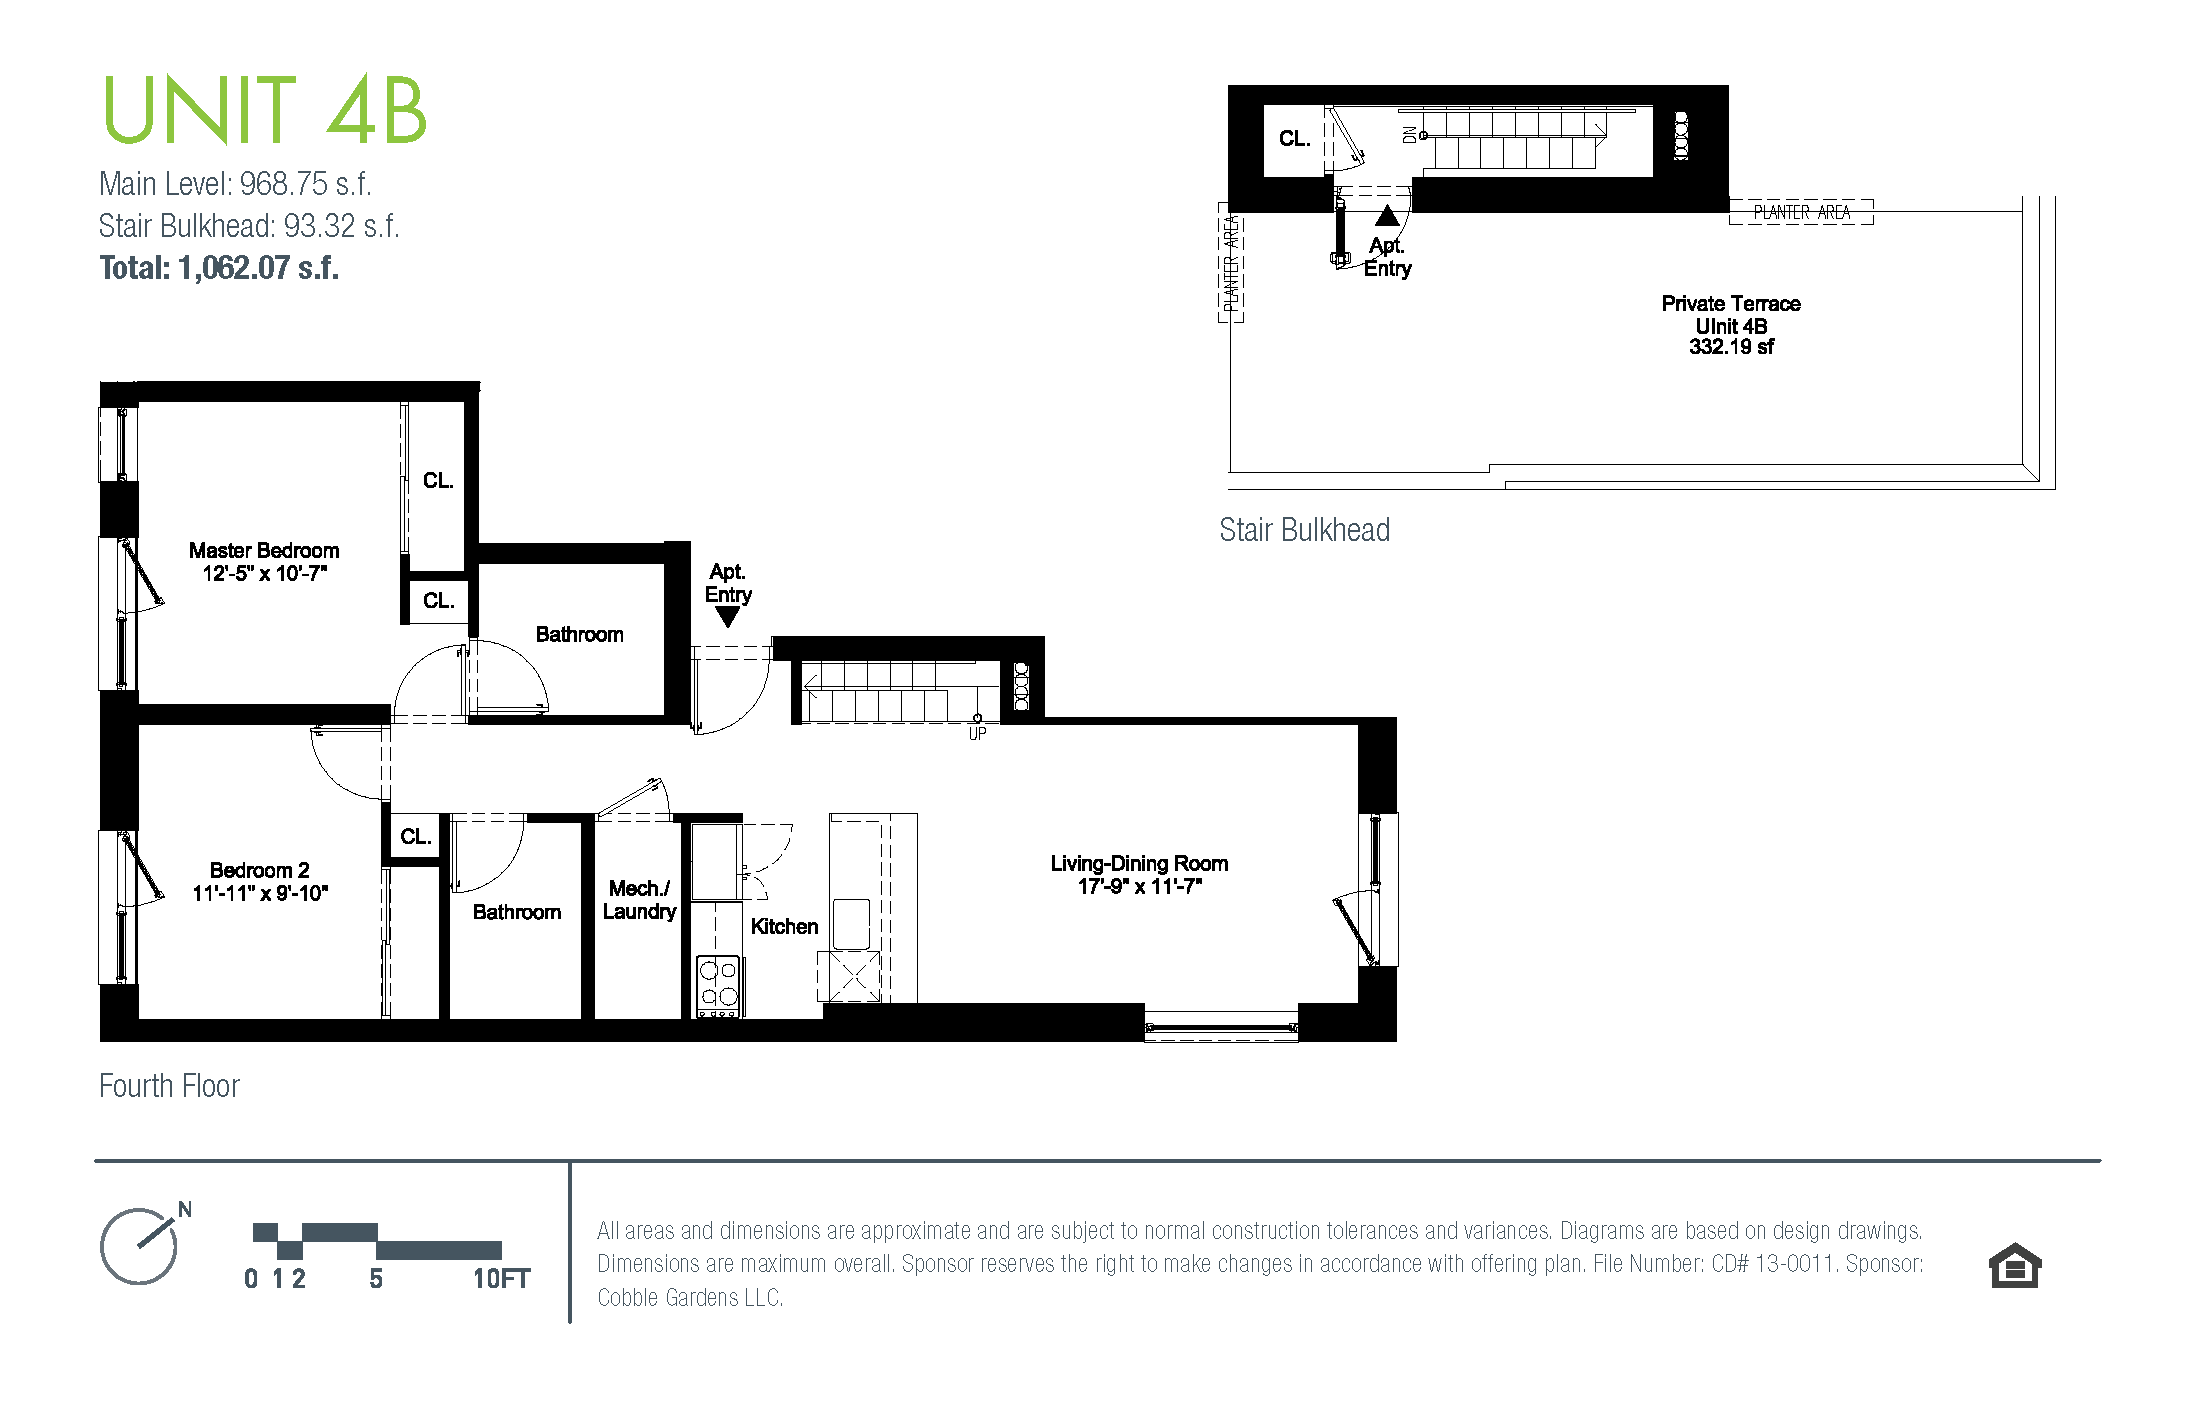 UNIT 4B
Main Level: 968.75 s.f.
Stair Bulkhead: 93.32 s.f.
Total: 1,062.07 s.f.
CL.
DN
PLANTER AREA
PLANTER AREA
Apt.
Entry
Private Terrace
UInit 4B
332.19 sf
Stair Bulkhead
CL.
Master Bedroom
12'-5" x 10'-7"
CL.
Bathroom
Apt.
Entry
UP
CL.
Bedroom 2
11'-11" x 9'-10"
Bathroom
Mech./
Laundry
Kitchen
Living-Dining Room
17'-9" x 11'-7"
Fourth Floor
N
0 1 2 5 10FT
All areas and dimensions are approximate and are subject to normal construction tolerances and variances. Diagrams are based on design drawings.
Dimensions are maximum overall. Sponsor reserves the right to make changes in accordance with offering plan. File Number: CD# 13-0011. Sponsor:
Cobble Gardens LLC.